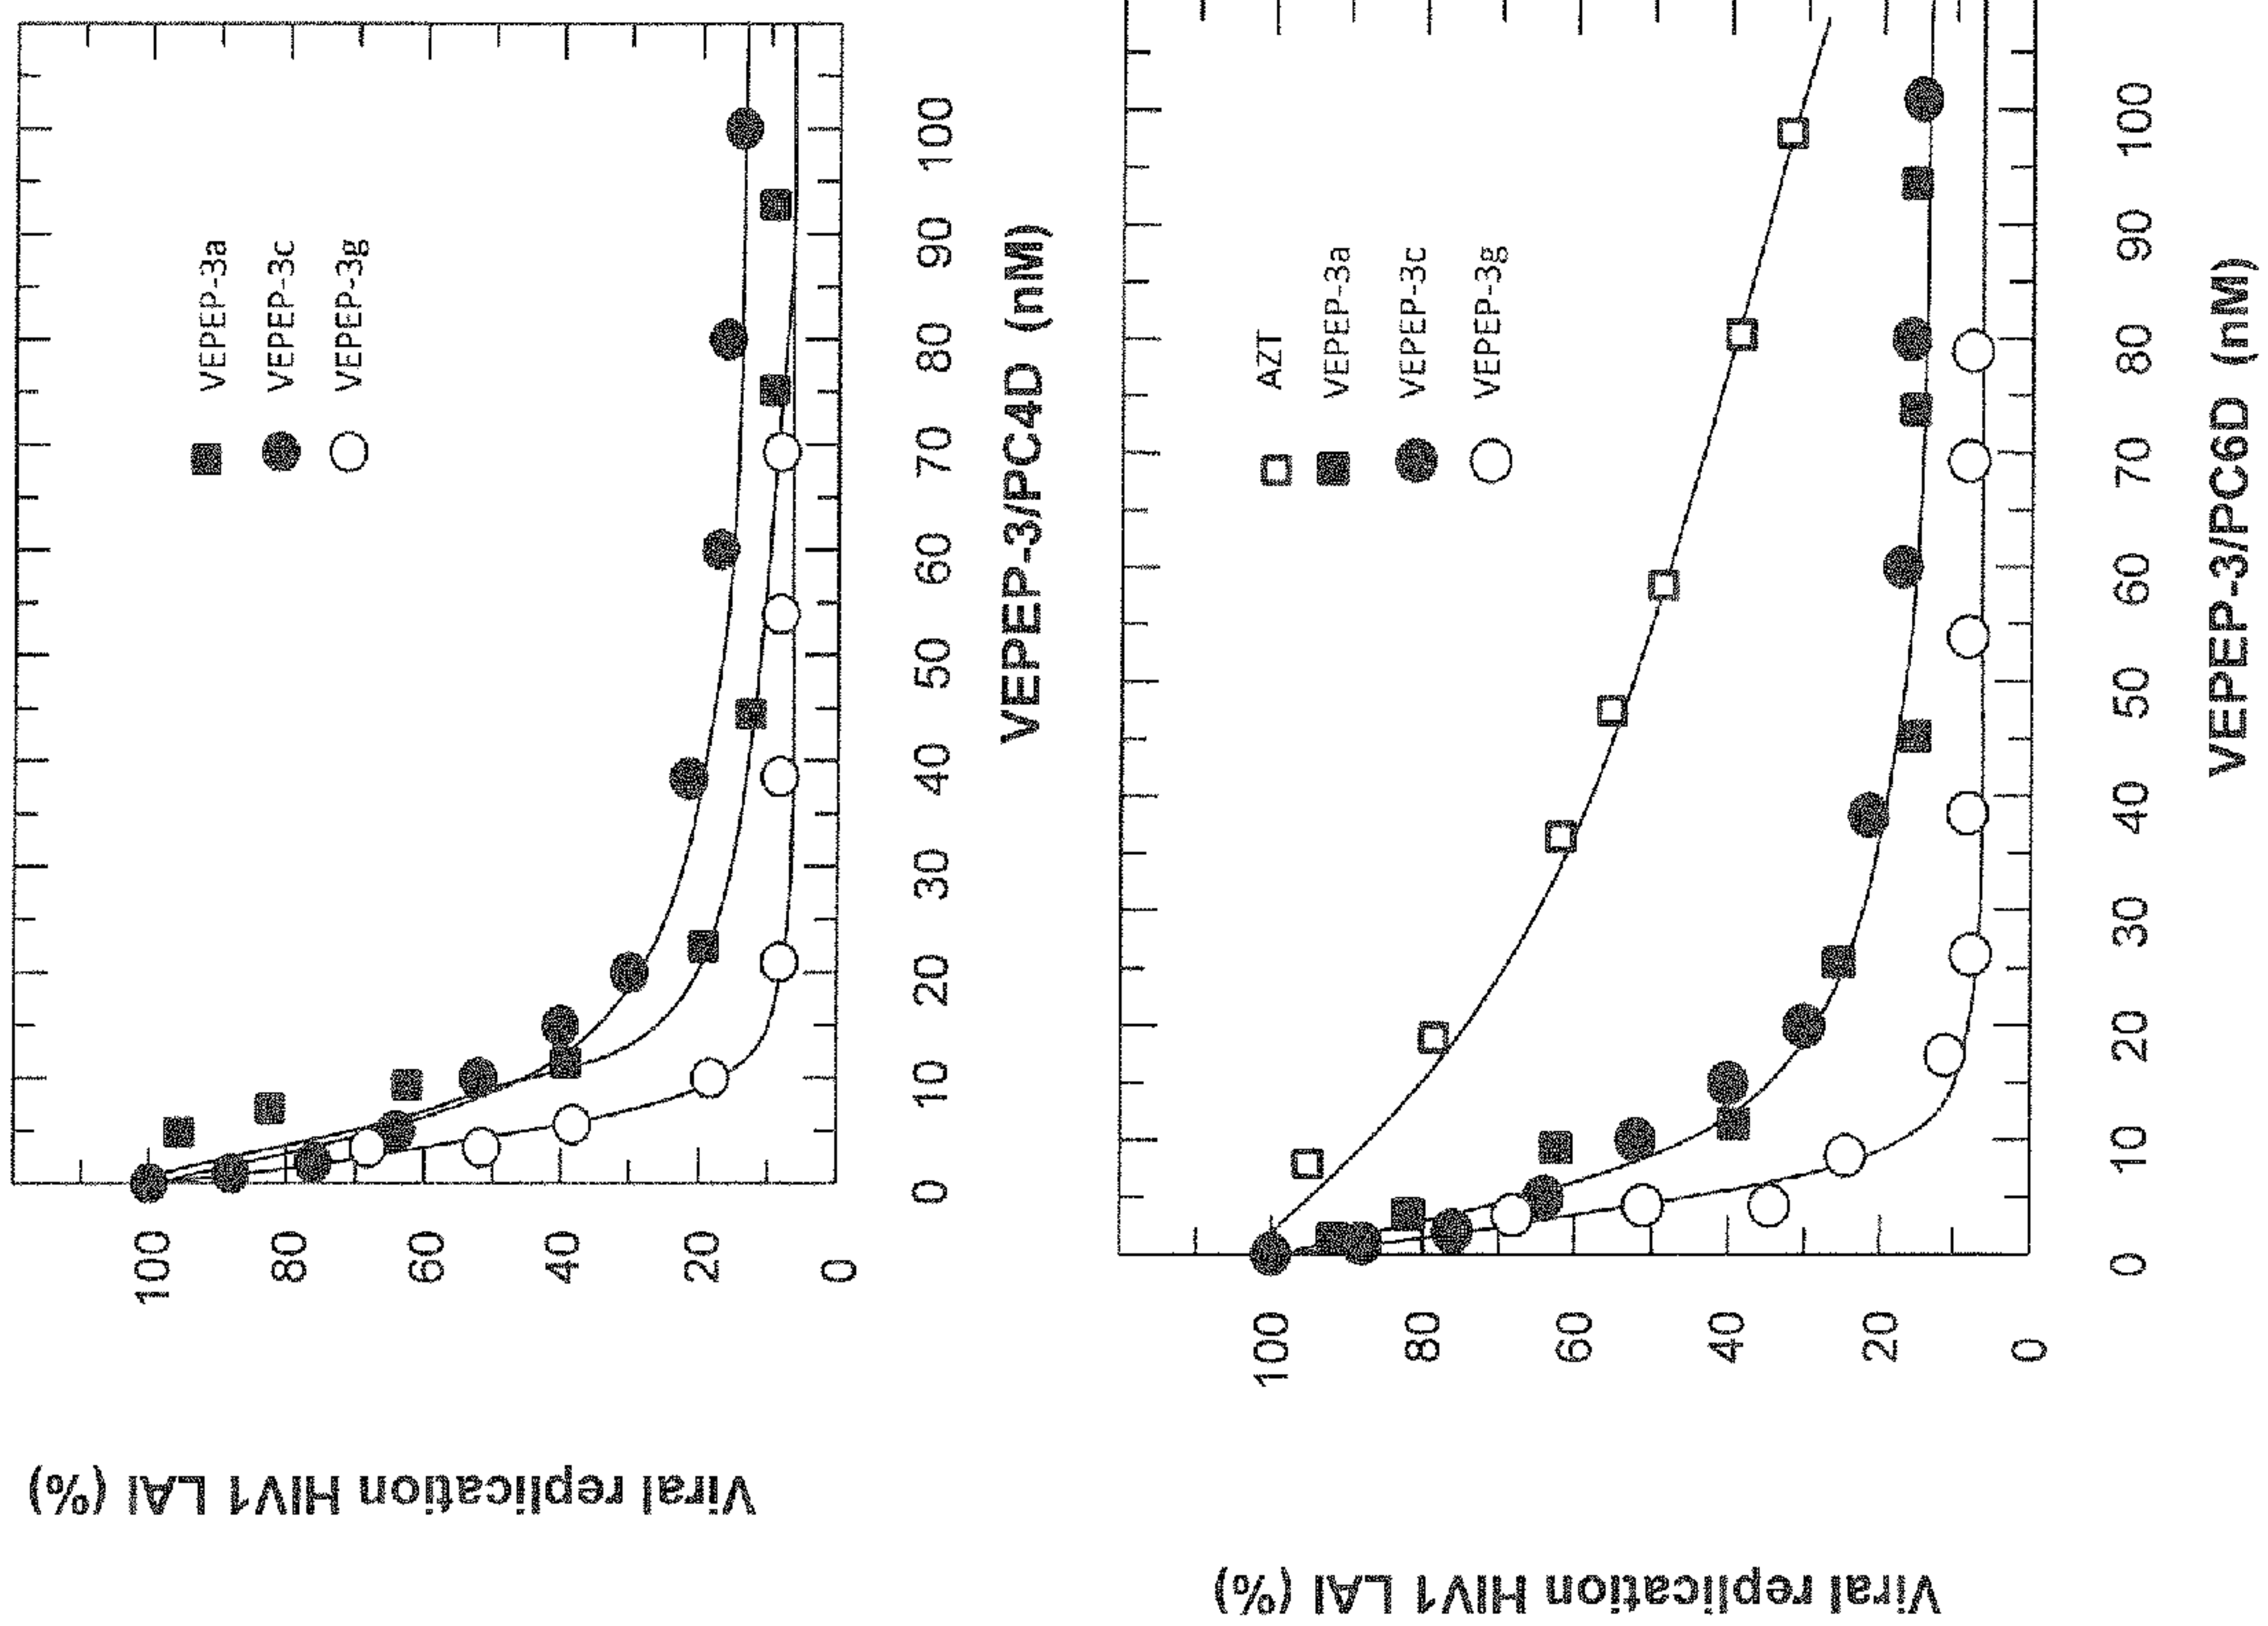 Viral replication HIV1 LAI (%)
100
80
60
40
20
0
VEPEP-3a
VEPEP-3c
VEPEP-3g
0 10 20 30 40 50 60 70 80 90 100
VEPEP-3/PC4D (nM)
Viral replication HIV1 LAI (%)
100
80
60
40
20
0
AZT
VEPEP-3a
VEPEP-3c
VEPEP-3g
0 10 20 30 40 50 60 70 80 90 100
VEPEP-3/PC6D (nM)